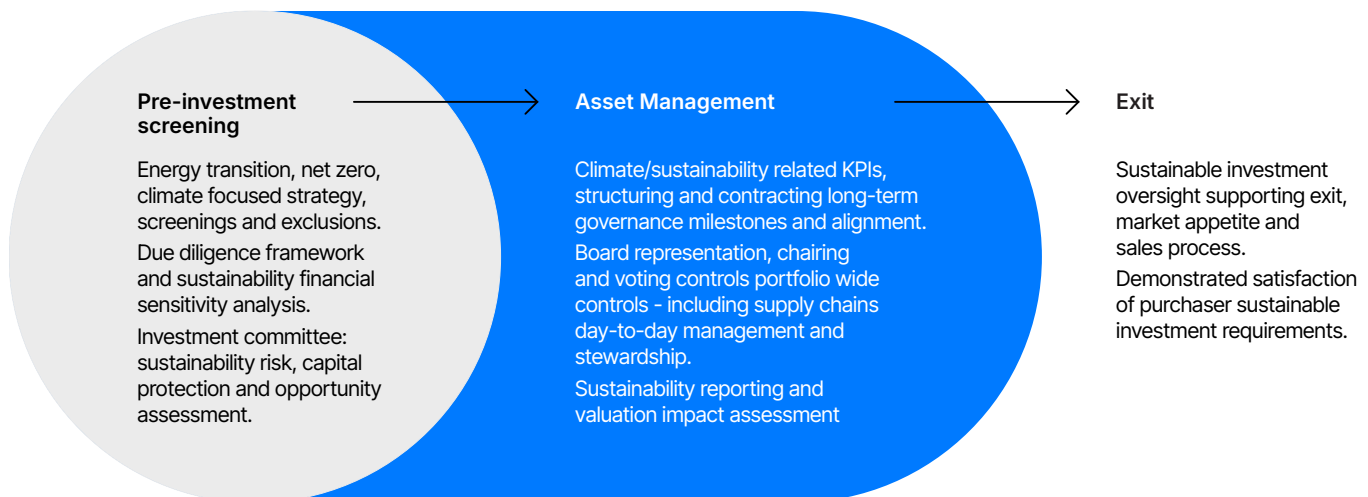 Pre-investment
screening
Energy transition, net zero,
climate focused strategy,
screenings and exclusions.
Due diligence framework
and sustainability financial
sensitivity analysis.
Investment committee:
sustainability risk, capital
protection and opportunity
assessment.
Asset Management
Climate/sustainability related KPIs,
structuring and contracting long-term
governance milestones and alignment.
Board representation, chairing
and voting controls portfolio wide
controls - including supply chains
day-to-day management and
stewardship.
Sustainability reporting and
valuation impact assessment
Exit
Sustainable investment
oversight supporting exit,
market appetite and
sales process.
Demonstrated satisfaction
of purchaser sustainable
investment requirements.